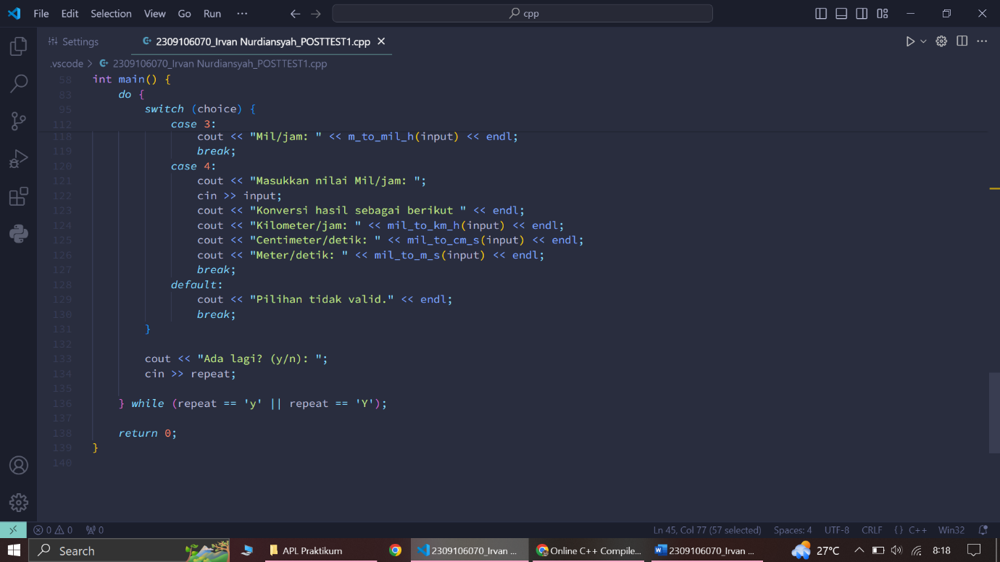 File Edit Selection View Go Run ··· cpp
Settings 2309106070_Irvan Nurdiansyah_POSTTEST1.cpp
.vscode > 2309106070_Irvan Nurdiansyah_POSTTEST1.cpp
58 int main() {
83 do {
95 switch (choice) {
112 case 3:
118 cout << "Mil/jam: " << m_to_mil_h(input) << endl;
119 break;
120 case 4:
121 cout << "Masukkan nilai Mil/jam: ";
122 cin >> input;
123 cout << "Konversi hasil sebagai berikut " << endl;
124 cout << "Kilometer/jam: " << mil_to_km_h(input) << endl;
125 cout << "Centimeter/detik: " << mil_to_cm_s(input) << endl;
126 cout << "Meter/detik: " << mil_to_m_s(input) << endl;
127 break;
128 default:
129 cout << "Pilihan tidak valid." << endl;
130 break;
131 }
132
133 cout << "Ada lagi? (y/n): ";
134 cin >> repeat;
135
136 } while (repeat == 'y' || repeat == 'Y');
137
138 return 0;
139 }
140
0 0 0 Ln 45, Col 77 (57 selected) Spaces: 4 UTF-8 CRLF {} C++ Win32
Search APL Praktikum 2309106070_Irvan ... Online C++ Compile... 2309106070_Irvan ... 27°C 8:18